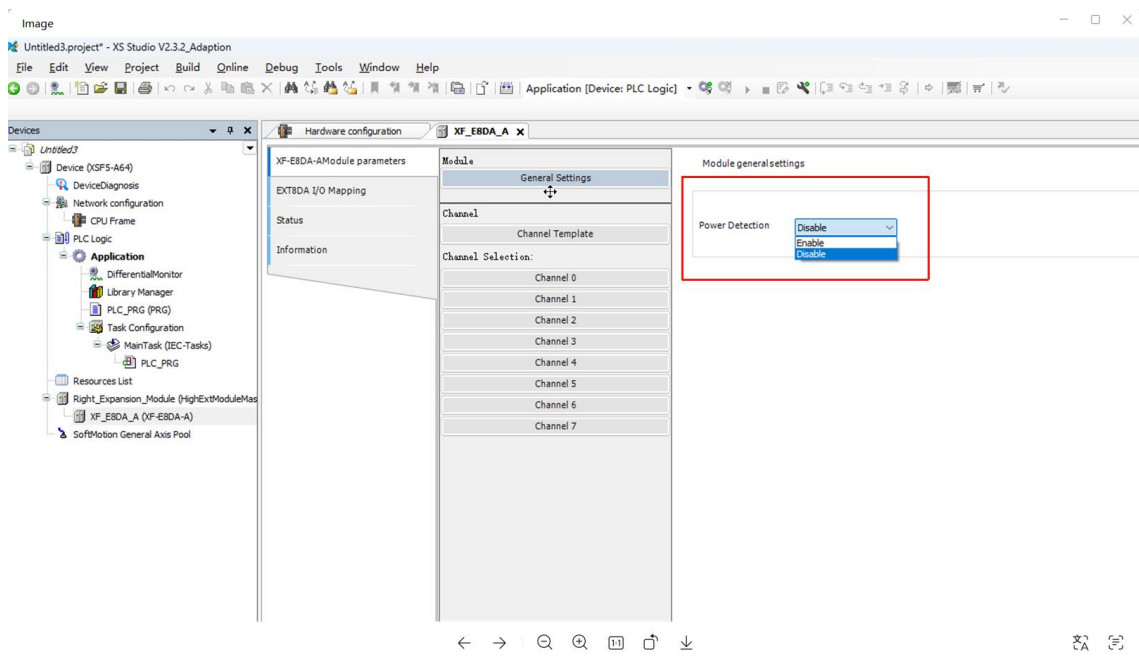 Image
Untitled3.project* - XS Studio V2.3.2_Adaption
File Edit View Project Build Online Debug Tools Window Help
Application [Device: PLC Logic]
Devices
Untitled3
Device (XSF5-A64)
DeviceDiagnosis
Network configuration
CPU Frame
PLC Logic
Application
DifferentialMonitor
Library Manager
PLC_PRG (PRG)
Task Configuration
MainTask (IEC-Tasks)
PLC_PRG
Resources List
Right_Expansion_Module (HighExtModuleMas
XF_E8DA_A (XF-E8DA-A)
SoftMotion General Axis Pool
Hardware configuration
XF_E8DA_A
XF-E8DA-AModule parameters
EXT8DA I/O Mapping
Status
Information
Module
General Settings
Channel
Channel Template
Channel Selection:
Channel 0
Channel 1
Channel 2
Channel 3
Channel 4
Channel 5
Channel 6
Channel 7
Module general settings
Power Detection
Disable
Enable
Disable
1:1